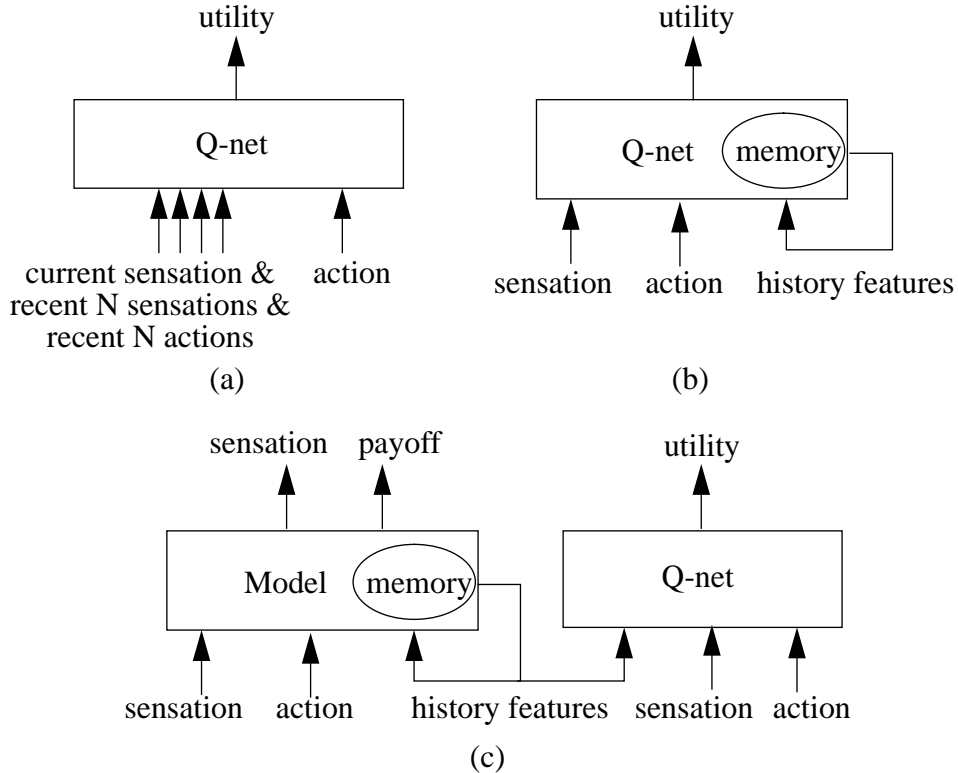 utility
Q-net
current sensation &
recent N sensations &
recent N actions
action
(a)
utility
Q-net
memory
sensation
action
history features
(b)
sensation
payoff
Model
memory
sensation
action
history features
utility
Q-net
sensation
action
(c)